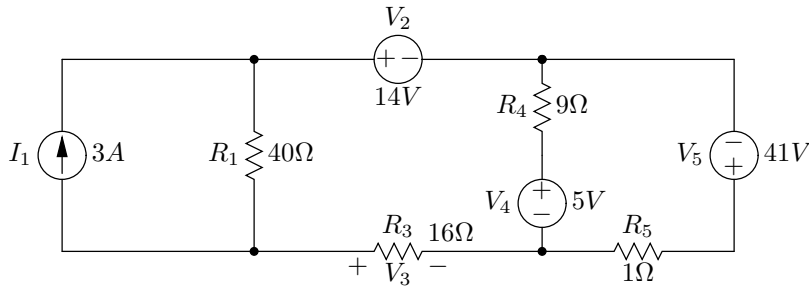 V2
+ −
14V
R4 9Ω
I1 3A
R1 40Ω
V5 − + 41V
V4 + − 5V
R3 16Ω
+ V3 −
R5
1Ω